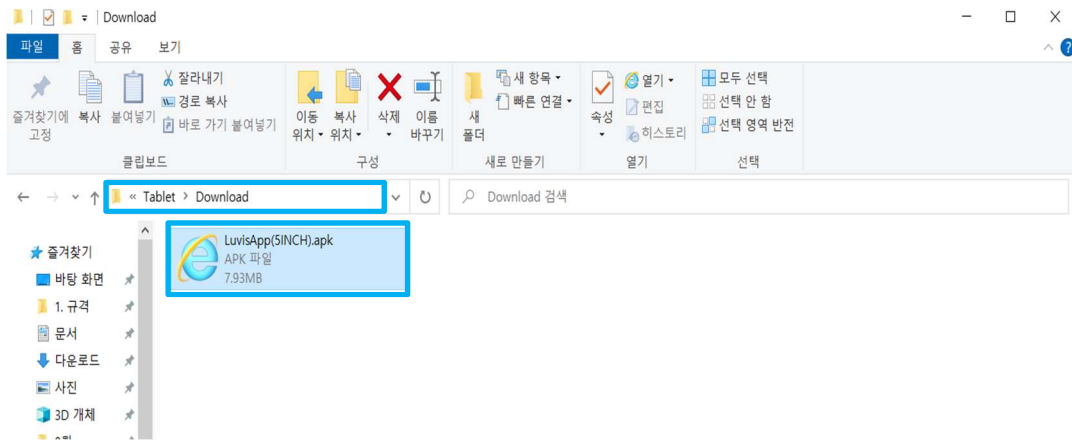 Download
파일 홈 공유 보기
즐겨찾기에 고정
복사
붙여넣기
잘라내기
경로 복사
바로 가기 붙여넣기
클립보드
이동 위치
복사 위치
삭제
이름 바꾸기
구성
새 폴더
새 항목
빠른 연결
새로 만들기
속성
열기
편집
히스토리
열기
모두 선택
선택 안 함
선택 영역 반전
선택
« Tablet > Download
Download 검색
즐겨찾기
바탕 화면
1. 규격
문서
다운로드
사진
3D 개체
LuvisApp(5INCH).apk
APK 파일
7.93MB